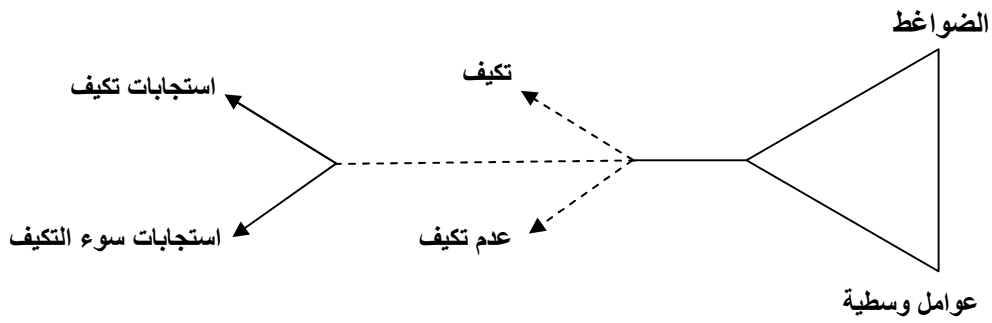 الضواغط
تكيف
استجابات تكيف
عدم تكيف
استجابات سوء التكيف
عوامل وسطية